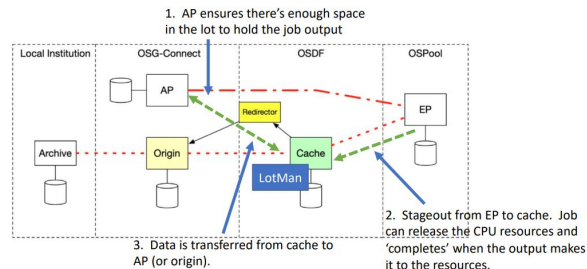 1. AP ensures there's enough space
in the lot to hold the job output
Local Institution
OSG-Connect
OSDF
OSPool
AP
EP
Redirector
Archive
Origin
Cache
LotMan
3. Data is transferred from cache to
AP (or origin).
2. Stageout from EP to cache. Job
can release the CPU resources and
'completes' when the output makes
it to the resources.